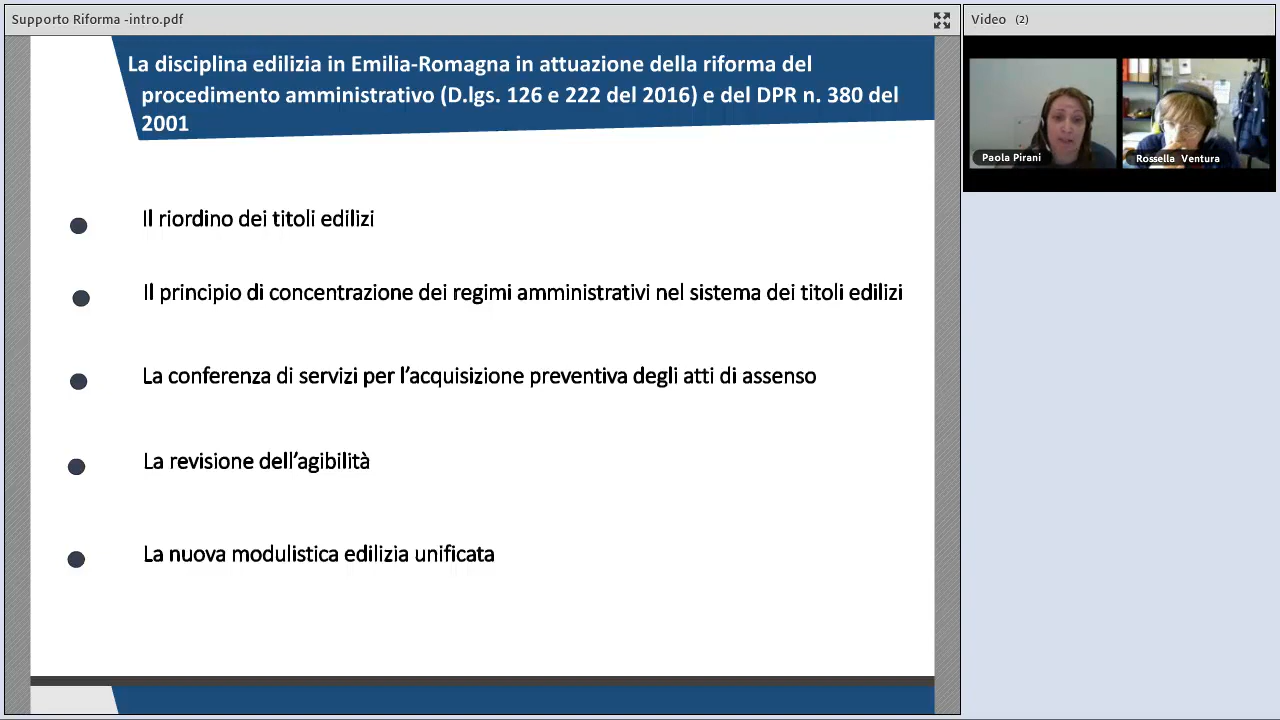 Supporto Riforma -intro.pdf
Video (2)
La disciplina edilizia in Emilia-Romagna in attuazione della riforma del
procedimento amministrativo (D.lgs. 126 e 222 del 2016) e del DPR n. 380 del
2001
Paola Pirani
Rossella Ventura
Il riordino dei titoli edilizi
Il principio di concentrazione dei regimi amministrativi nel sistema dei titoli edilizi
La conferenza di servizi per l’acquisizione preventiva degli atti di assenso
La revisione dell’agibilità
La nuova modulistica edilizia unificata